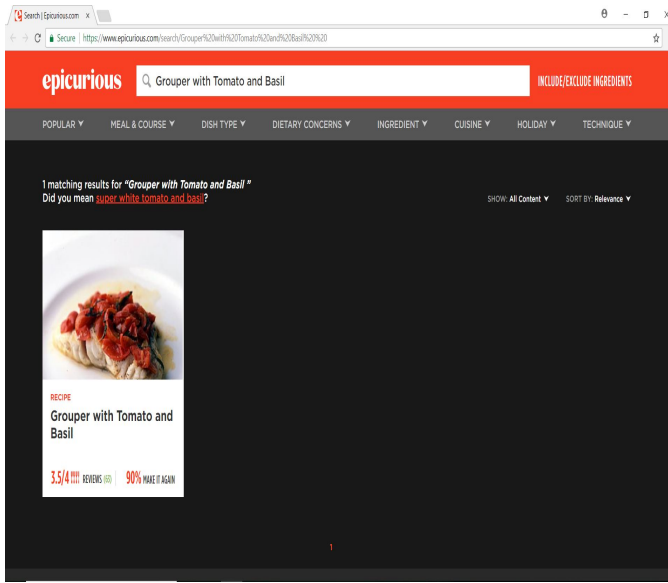 Search | Epicurious.com
Secure | https://www.epicurious.com/search/Grouper%20with%20Tomato%20and%20Basil%20%20
epicurious
Grouper with Tomato and Basil
INCLUDE/EXCLUDE INGREDIENTS
POPULAR MEAL & COURSE DISH TYPE DIETARY CONCERNS INGREDIENT CUISINE HOLIDAY TECHNIQUE
1 matching results for "Grouper with Tomato and Basil "
Did you mean super white tomato and basil?
SHOW: All Content SORT BY: Relevance
RECIPE
Grouper with Tomato and
Basil
3.5/4 REVIEWS (65) 90% MAKE IT AGAIN
1